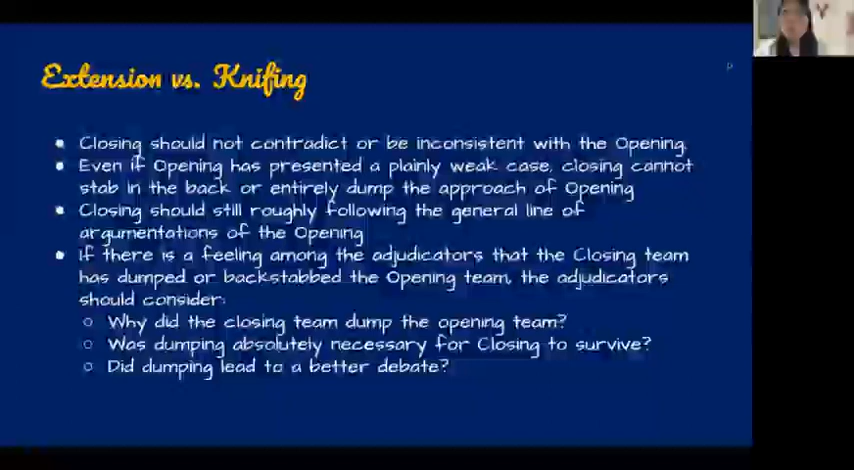 Extension vs. Knifing
• Closing should not contradict or be inconsistent with the Opening.
• Even if Opening has presented a plainly weak case, closing cannot
stab in the back or entirely dump the approach of Opening
• Closing should still roughly following the general line of
argumentations of the Opening
• If there is a feeling among the adjudicators that the Closing team
has dumped or backstabbed the Opening team, the adjudicators
should consider:
○ Why did the closing team dump the opening team?
○ Was dumping absolutely necessary for Closing to survive?
○ Did dumping lead to a better debate?